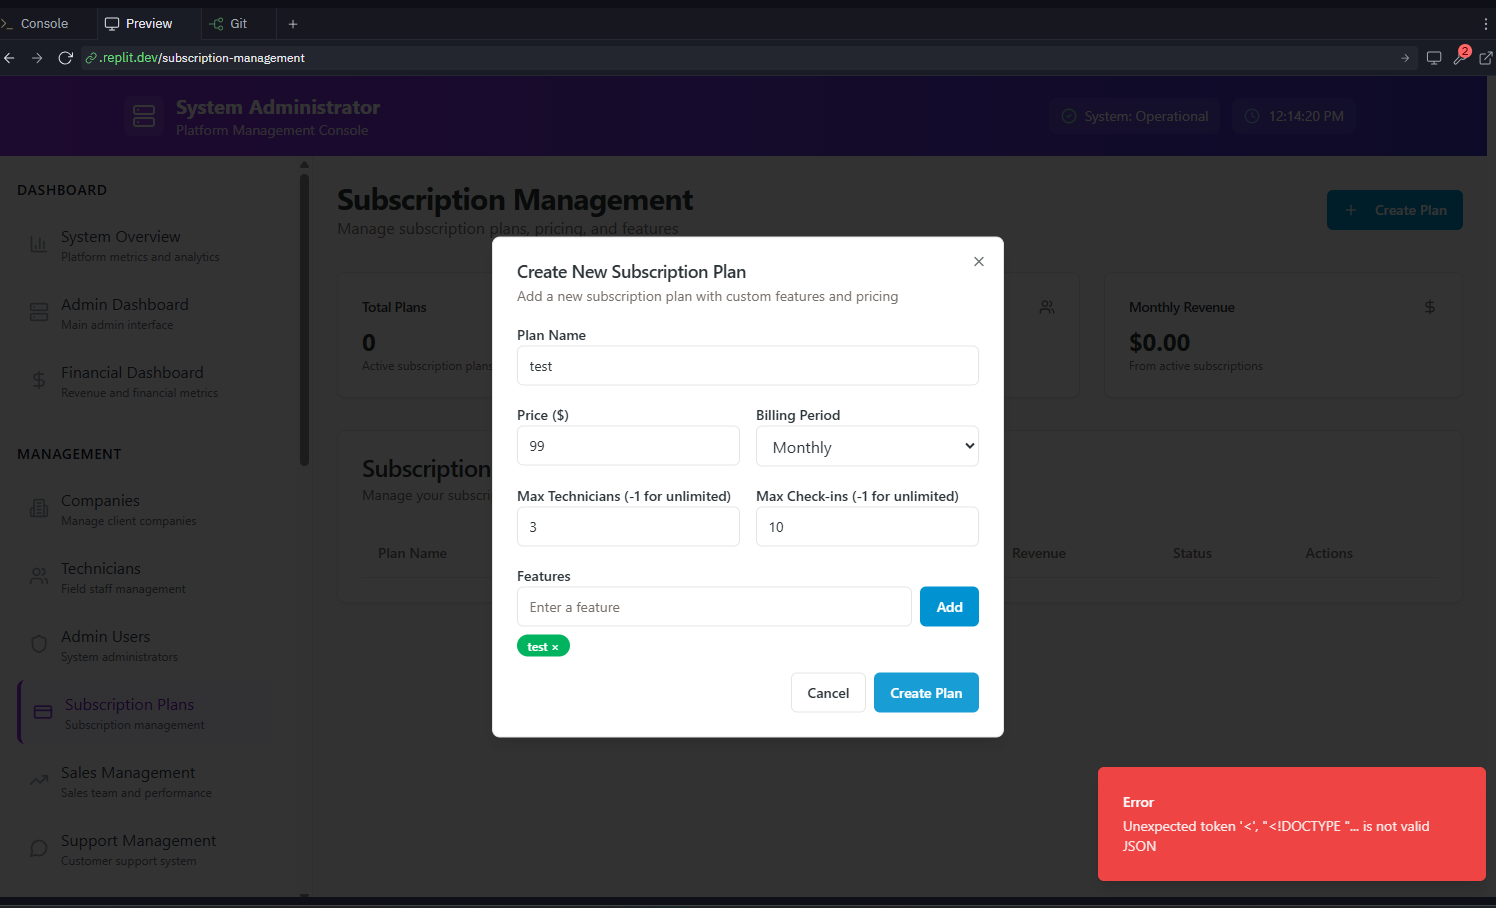 Console
Preview
Git
.replit.dev/subscription-management
2
System Administrator
Platform Management Console
System: Operational
12:14:20 PM
DASHBOARD
System Overview
Platform metrics and analytics
Admin Dashboard
Main admin interface
Financial Dashboard
Revenue and financial metrics
MANAGEMENT
Companies
Manage client companies
Technicians
Field staff management
Admin Users
System administrators
Subscription Plans
Subscription management
Sales Management
Sales team and performance
Support Management
Customer support system
Subscription Management
Manage subscription plans, pricing, and features
+ Create Plan
Total Plans
0
Active subscription plans
Monthly Revenue
$0.00
From active subscriptions
Subscription
Manage your subscri
Plan Name
Revenue
Status
Actions
Create New Subscription Plan
Add a new subscription plan with custom features and pricing
Plan Name
test
Price ($)
Billing Period
99
Monthly
Max Technicians (-1 for unlimited)
Max Check-ins (-1 for unlimited)
3
10
Features
Enter a feature
Add
test ×
Cancel
Create Plan
Error
Unexpected token '<', "<!DOCTYPE "... is not valid
JSON